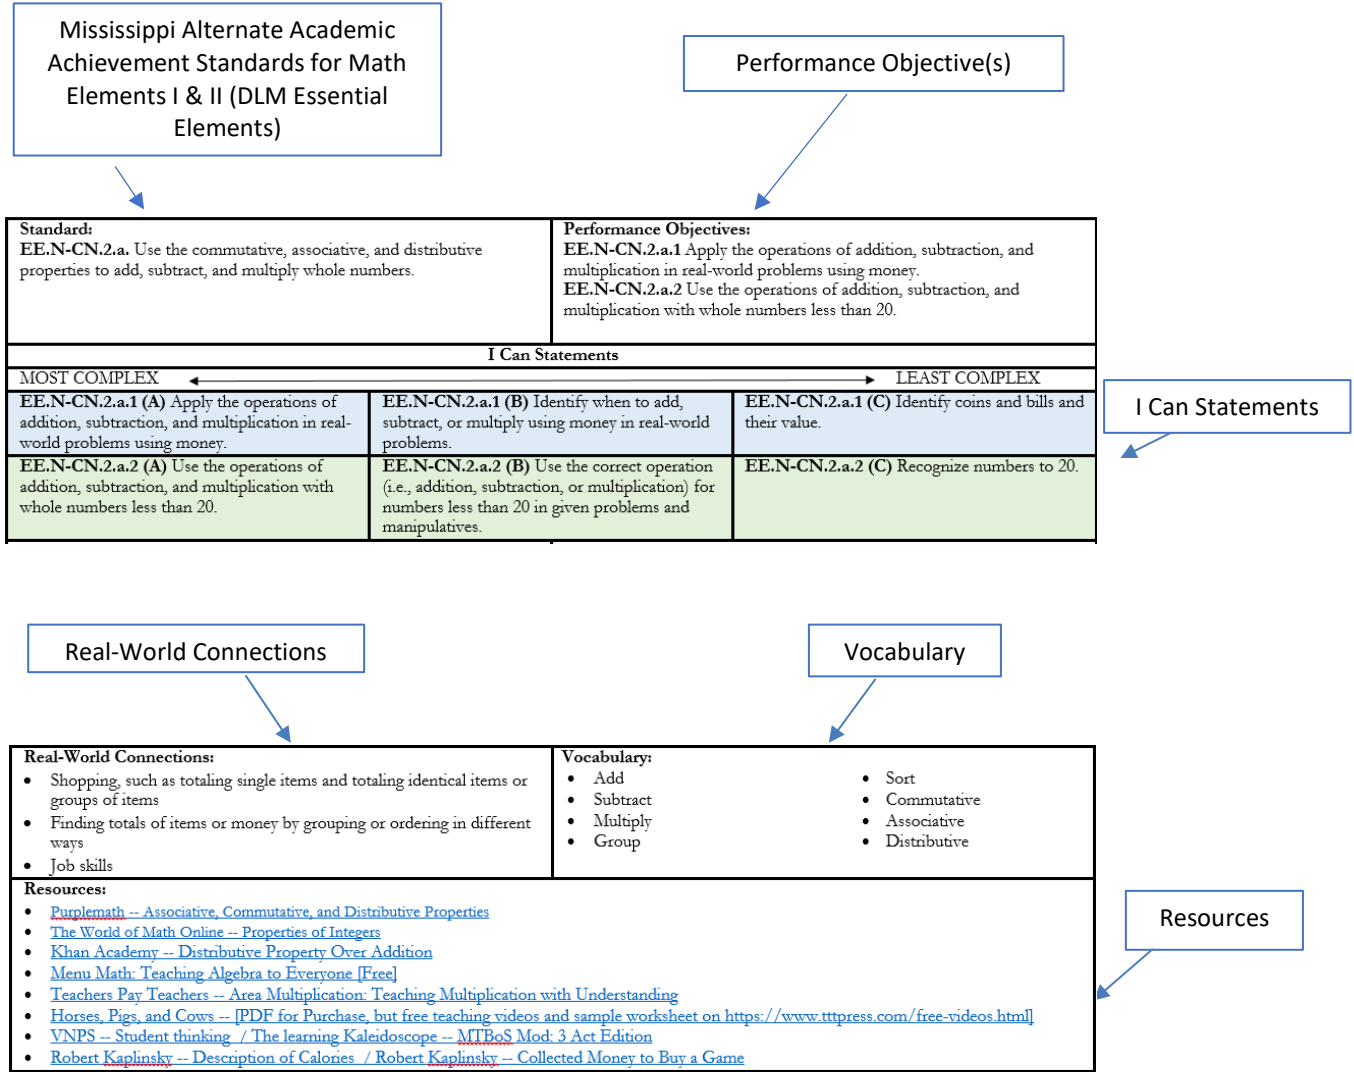 Mississippi Alternate Academic
Achievement Standards for Math
Elements I & II (DLM Essential
Elements)
Performance Objective(s)
Standard:
EE.N-CN.2.a. Use the commutative, associative, and distributive
properties to add, subtract, and multiply whole numbers.
Performance Objectives:
EE.N-CN.2.a.1 Apply the operations of addition, subtraction, and
multiplication in real-world problems using money.
EE.N-CN.2.a.2 Use the operations of addition, subtraction, and
multiplication with whole numbers less than 20.
I Can Statements
MOST COMPLEX
LEAST COMPLEX
EE.N-CN.2.a.1 (A) Apply the operations of
addition, subtraction, and multiplication in real-
world problems using money.
EE.N-CN.2.a.1 (B) Identify when to add,
subtract, or multiply using money in real-world
problems.
EE.N-CN.2.a.1 (C) Identify coins and bills and
their value.
I Can Statements
EE.N-CN.2.a.2 (A) Use the operations of
addition, subtraction, and multiplication with
whole numbers less than 20.
EE.N-CN.2.a.2 (B) Use the correct operation
(i.e., addition, subtraction, or multiplication) for
numbers less than 20 in given problems and
manipulatives.
EE.N-CN.2.a.2 (C) Recognize numbers to 20.
Real-World Connections
Vocabulary
Real-World Connections:
• Shopping, such as totaling single items and totaling identical items or
groups of items
• Finding totals of items or money by grouping or ordering in different
ways
• Job skills
Vocabulary:
• Add
• Subtract
• Multiply
• Group
• Sort
• Commutative
• Associative
• Distributive
Resources:
• Purplemath -- Associative, Commutative, and Distributive Properties
• The World of Math Online -- Properties of Integers
• Khan Academy -- Distributive Property Over Addition
• Menu Math: Teaching Algebra to Everyone [Free]
• Teachers Pay Teachers -- Area Multiplication: Teaching Multiplication with Understanding
• Horses, Pigs, and Cows -- [PDF for Purchase, but free teaching videos and sample worksheet on https://www.tttpress.com/free-videos.html]
• VNPS -- Student thinking / The learning Kaleidoscope -- MTBoS Mod: 3 Act Edition
• Robert Kaplinsky -- Description of Calories / Robert Kaplinsky -- Collected Money to Buy a Game
Resources